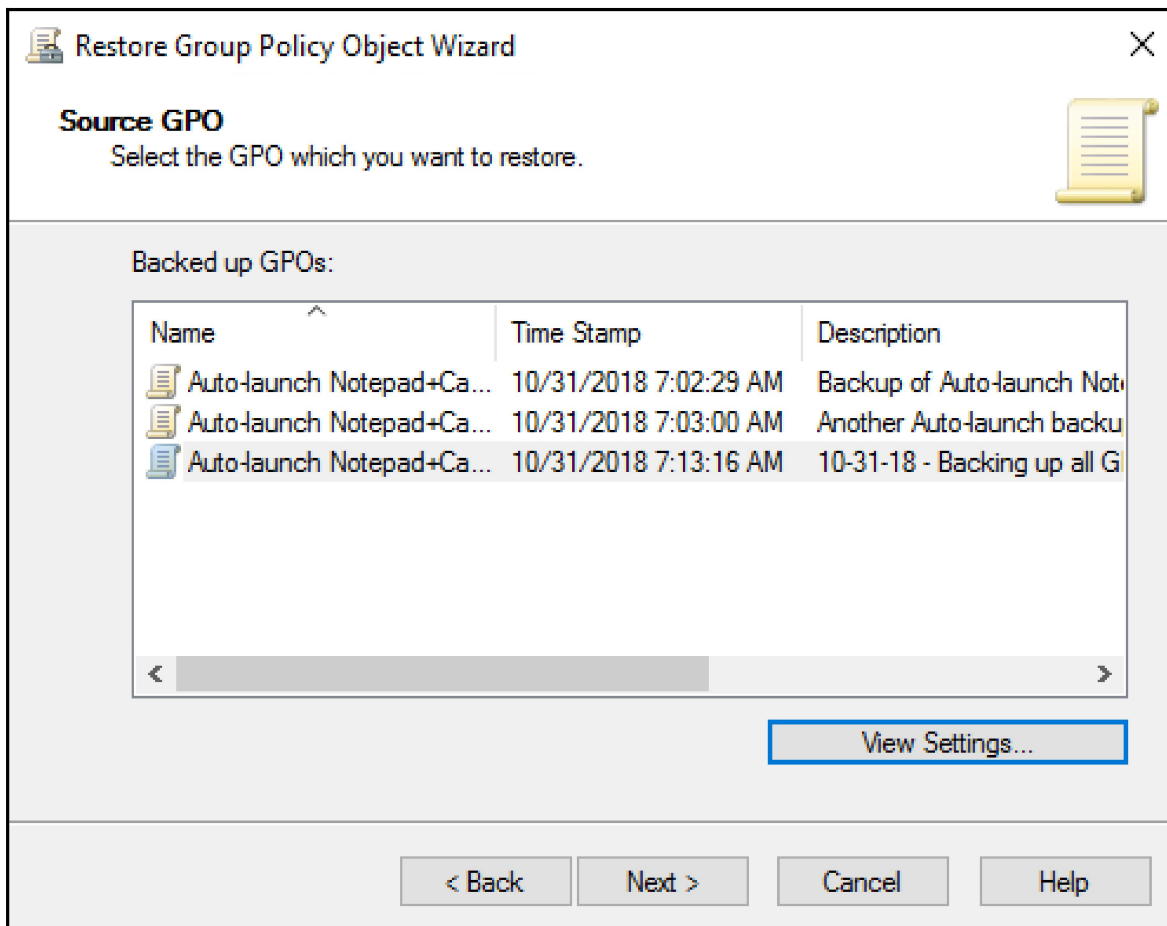 Restore Group Policy Object Wizard
Source GPO
Select the GPO which you want to restore.
Backed up GPOs:
Name Time Stamp Description
Auto-launch Notepad+Ca... 10/31/2018 7:02:29 AM Backup of Auto-launch Not
Auto-launch Notepad+Ca... 10/31/2018 7:03:00 AM Another Auto-launch backu
Auto-launch Notepad+Ca... 10/31/2018 7:13:16 AM 10-31-18 - Backing up all G
View Settings...
< Back Next > Cancel Help